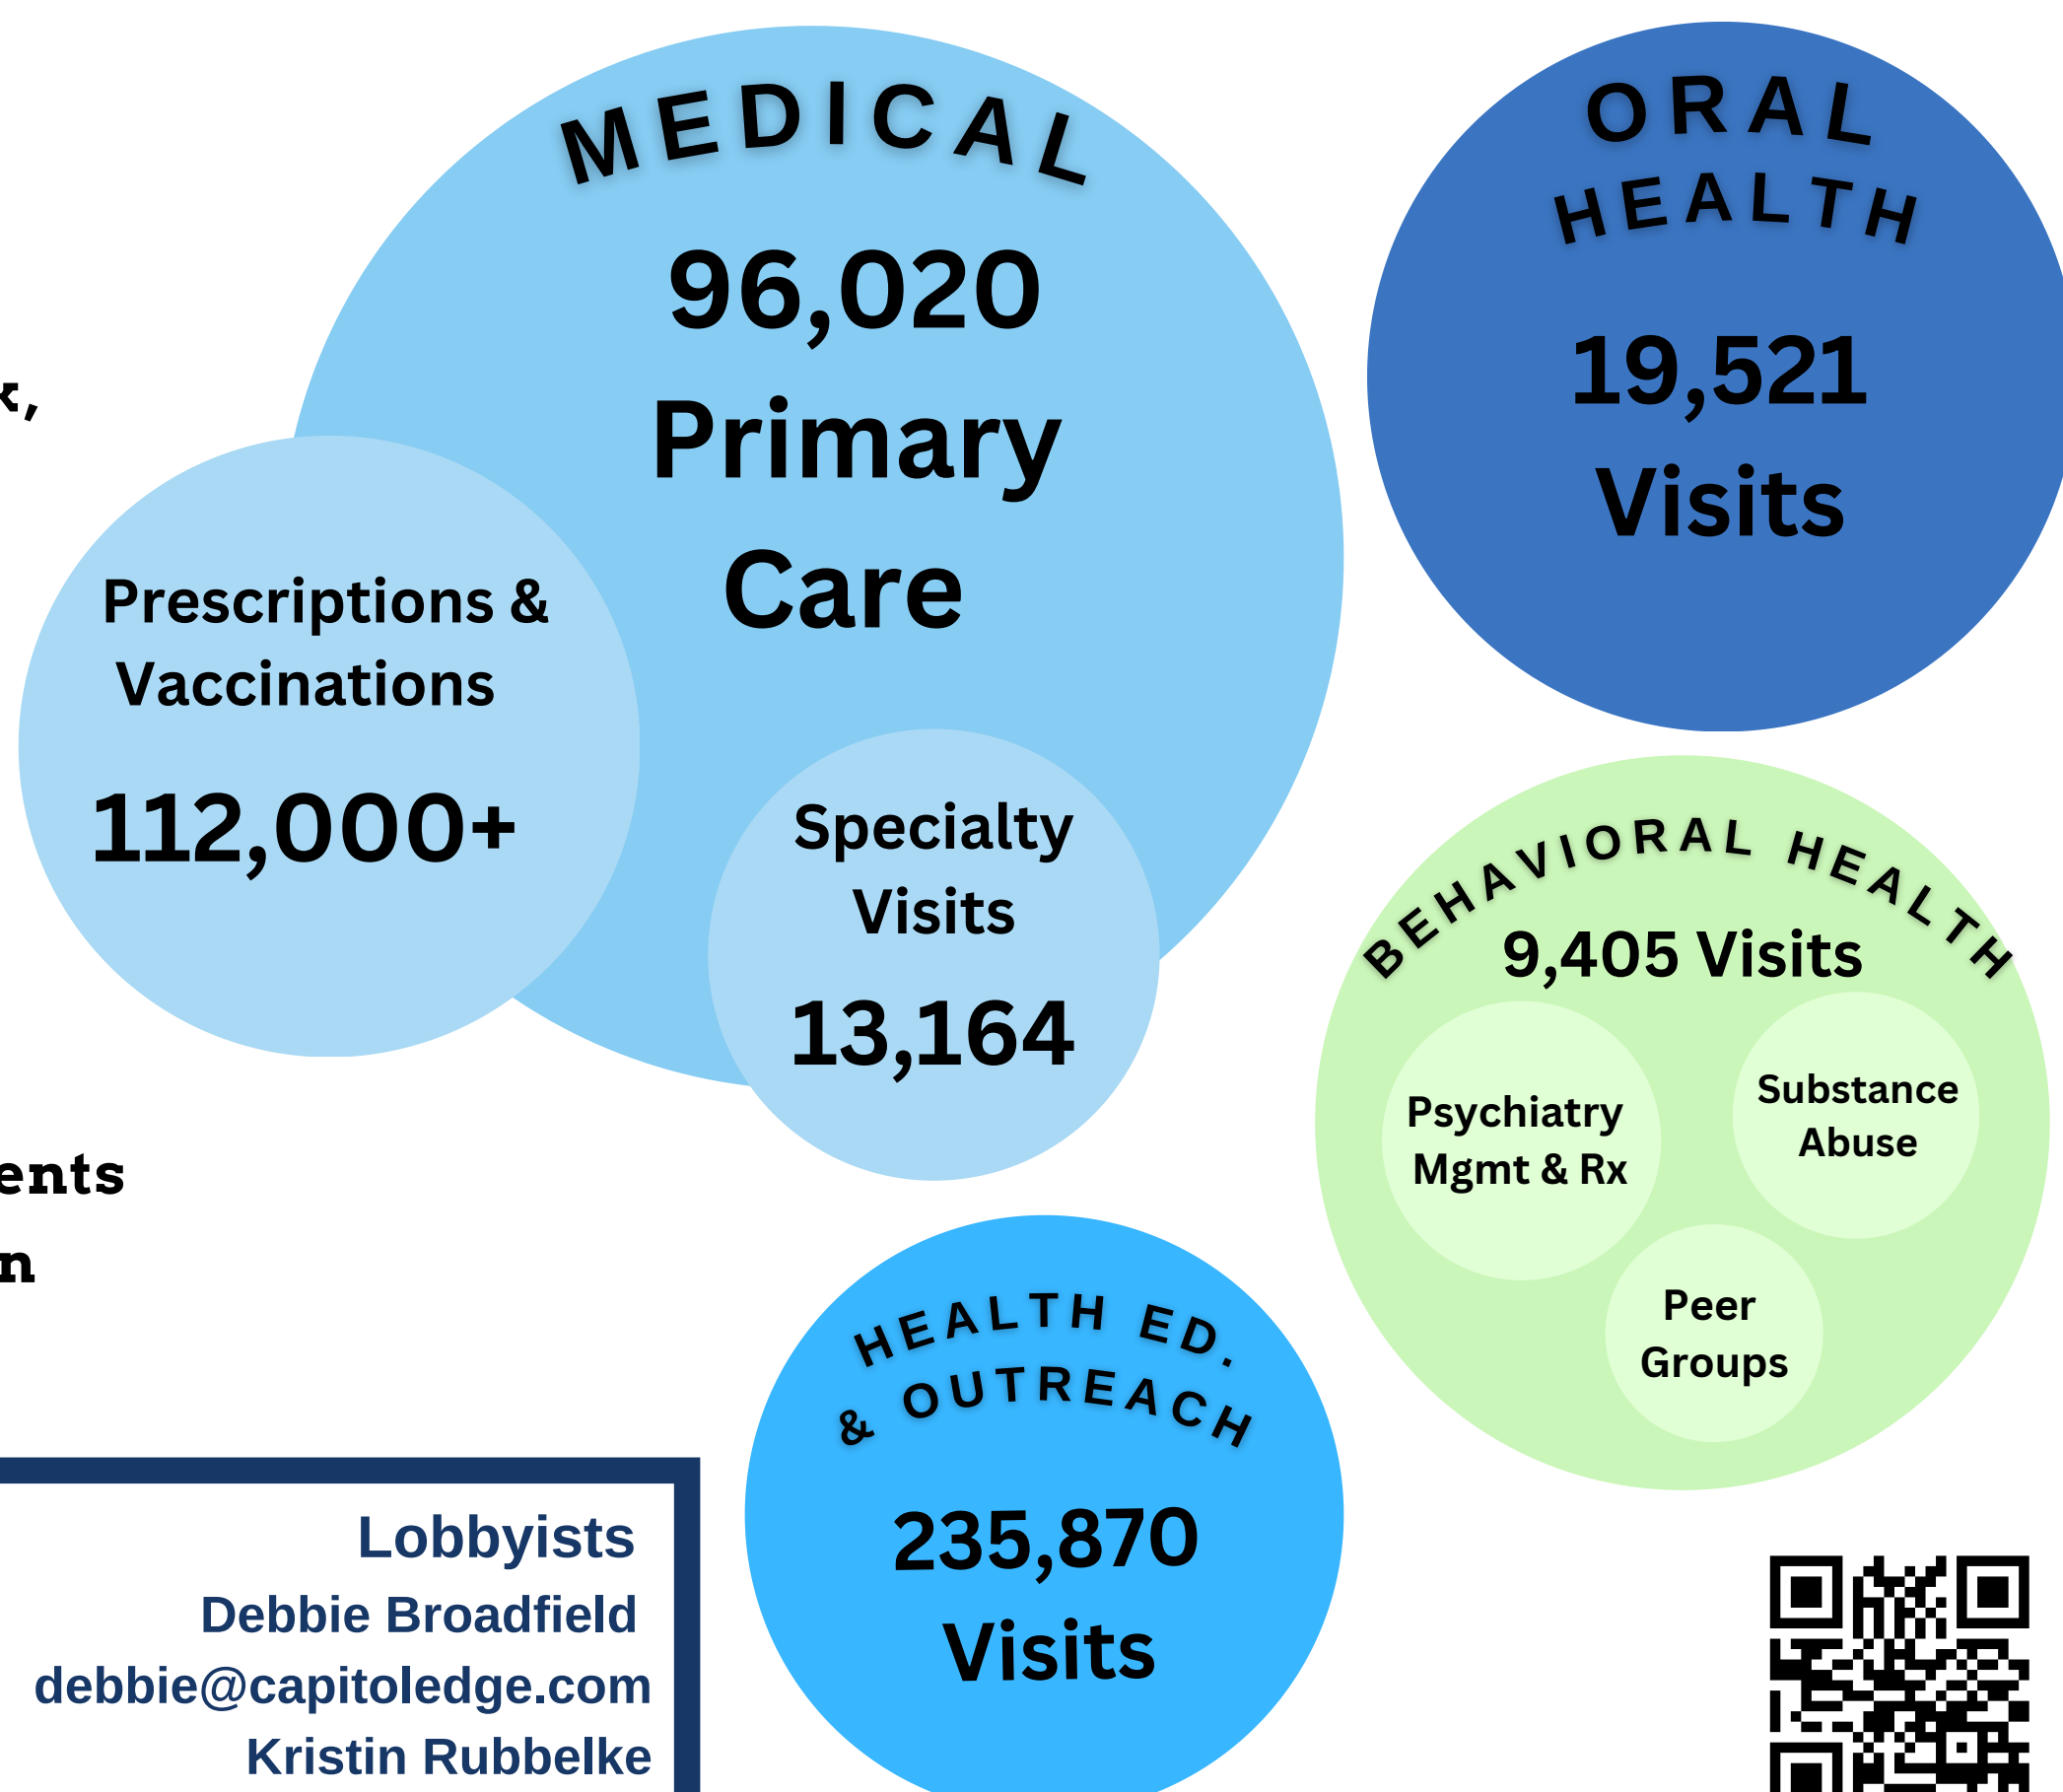 MEDICAL
96,020
Primary
Care
Prescriptions &
Vaccinations
112,000+
Specialty
Visits
13,164
ORAL
HEALTH
19,521
Visits
BEHAVIORAL HEALTH
9,405 Visits
Psychiatry
Mgmt & Rx
Substance
Abuse
Peer
Groups
HEALTH ED.
& OUTREACH
235,870
Visits
Lobbyists
Debbie Broadfield
debbie@capitoledge.com
Kristin Rubbelke